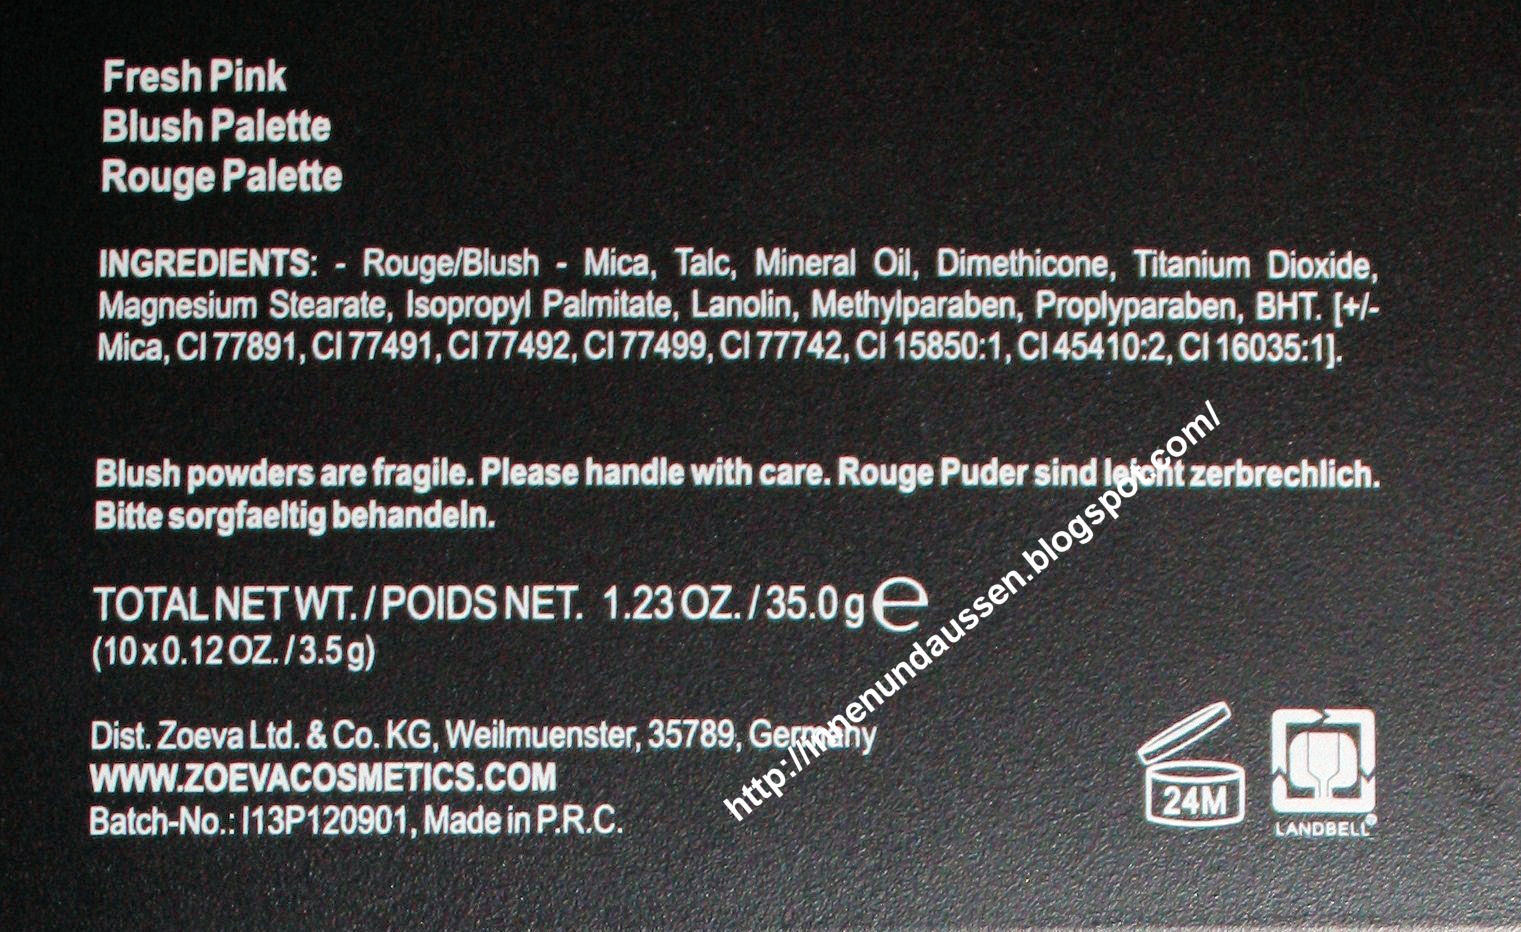 Fresh Pink
Blush Palette
Rouge Palette
INGREDIENTS: - Rouge/Blush - Mica, Talc, Mineral Oil, Dimethicone, Titanium Dioxide,
Magnesium Stearate, Isopropyl Palmitate, Lanolin, Methylparaben, Proplyparaben, BHT. [+/-
Mica, CI 77891, CI 77491, CI 77492, CI 77499, CI 77742, CI 15850:1, CI 45410:2, CI 16035:1].
Blush powders are fragile. Please handle with care. Rouge Puder sind leicht zerbrechlich.
Bitte sorgfaeltig behandeln.
TOTAL NET WT. / POIDS NET. 1.23 OZ. / 35.0 g e
(10 x 0.12 OZ. / 3.5 g)
Dist. Zoeva Ltd. & Co. KG, Weilmuenster, 35789, Germany
WWW.ZOEVACOSMETICS.COM
Batch-No.: I13P120901, Made in P.R.C.
24M
LANDBELL®
http://innenundaussen.blogspot.com/